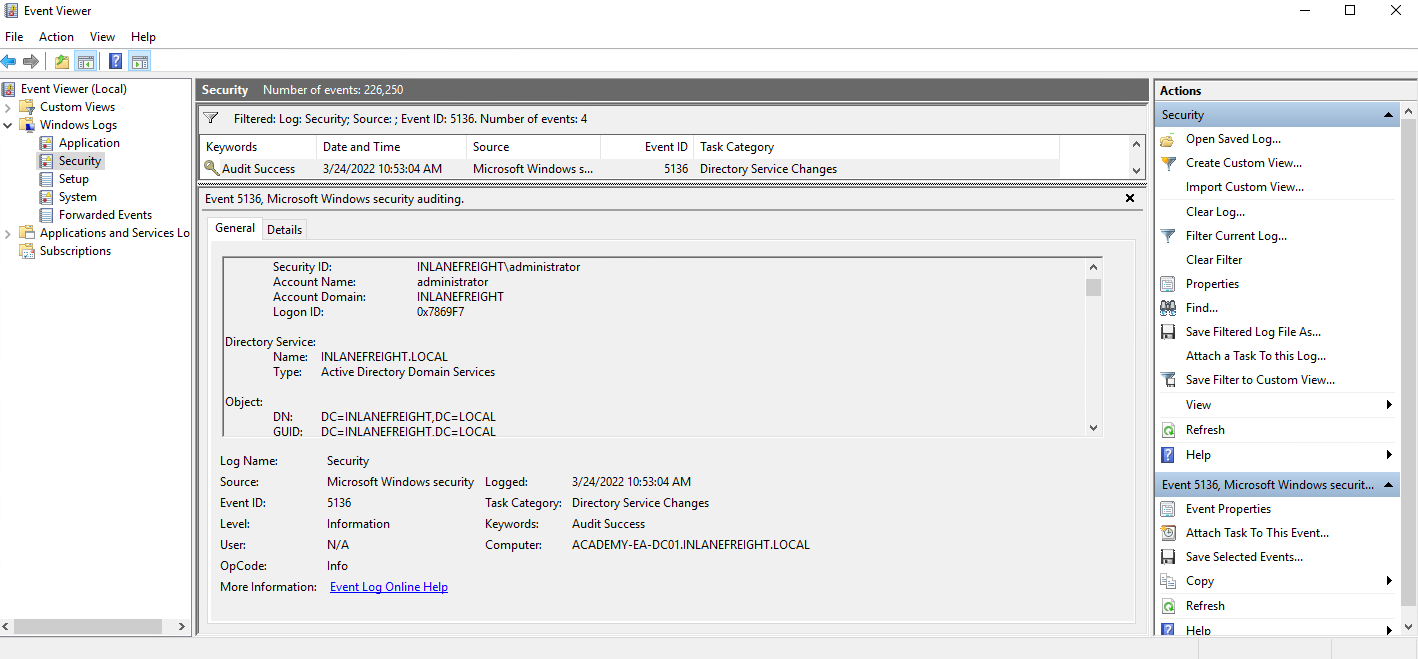 Event Viewer
File Action View Help
Event Viewer (Local)
Custom Views
Windows Logs
Application
Security
Setup
System
Forwarded Events
Applications and Services Lo
Subscriptions
Security Number of events: 226,250
Filtered: Log: Security; Source: ; Event ID: 5136. Number of events: 4
Keywords Date and Time Source Event ID Task Category
Audit Success 3/24/2022 10:53:04 AM Microsoft Windows s... 5136 Directory Service Changes
Event 5136, Microsoft Windows security auditing.
General Details
Security ID: INLANEFREIGHT\administrator
Account Name: administrator
Account Domain: INLANEFREIGHT
Logon ID: 0x7869F7
Directory Service:
Name: INLANEFREIGHT.LOCAL
Type: Active Directory Domain Services
Object:
DN: DC=INLANEFREIGHT,DC=LOCAL
GUID: DC=INLANEFREIGHT,DC=LOCAL
Log Name: Security
Source: Microsoft Windows security Logged: 3/24/2022 10:53:04 AM
Event ID: 5136 Task Category: Directory Service Changes
Level: Information Keywords: Audit Success
User: N/A Computer: ACADEMY-EA-DC01.INLANEFREIGHT.LOCAL
OpCode: Info
More Information: Event Log Online Help
Actions
Security
Open Saved Log...
Create Custom View...
Import Custom View...
Clear Log...
Filter Current Log...
Clear Filter
Properties
Find...
Save Filtered Log File As...
Attach a Task To this Log...
Save Filter to Custom View...
View
Refresh
Help
Event 5136, Microsoft Windows securit...
Event Properties
Attach Task To This Event...
Save Selected Events...
Copy
Refresh
Help